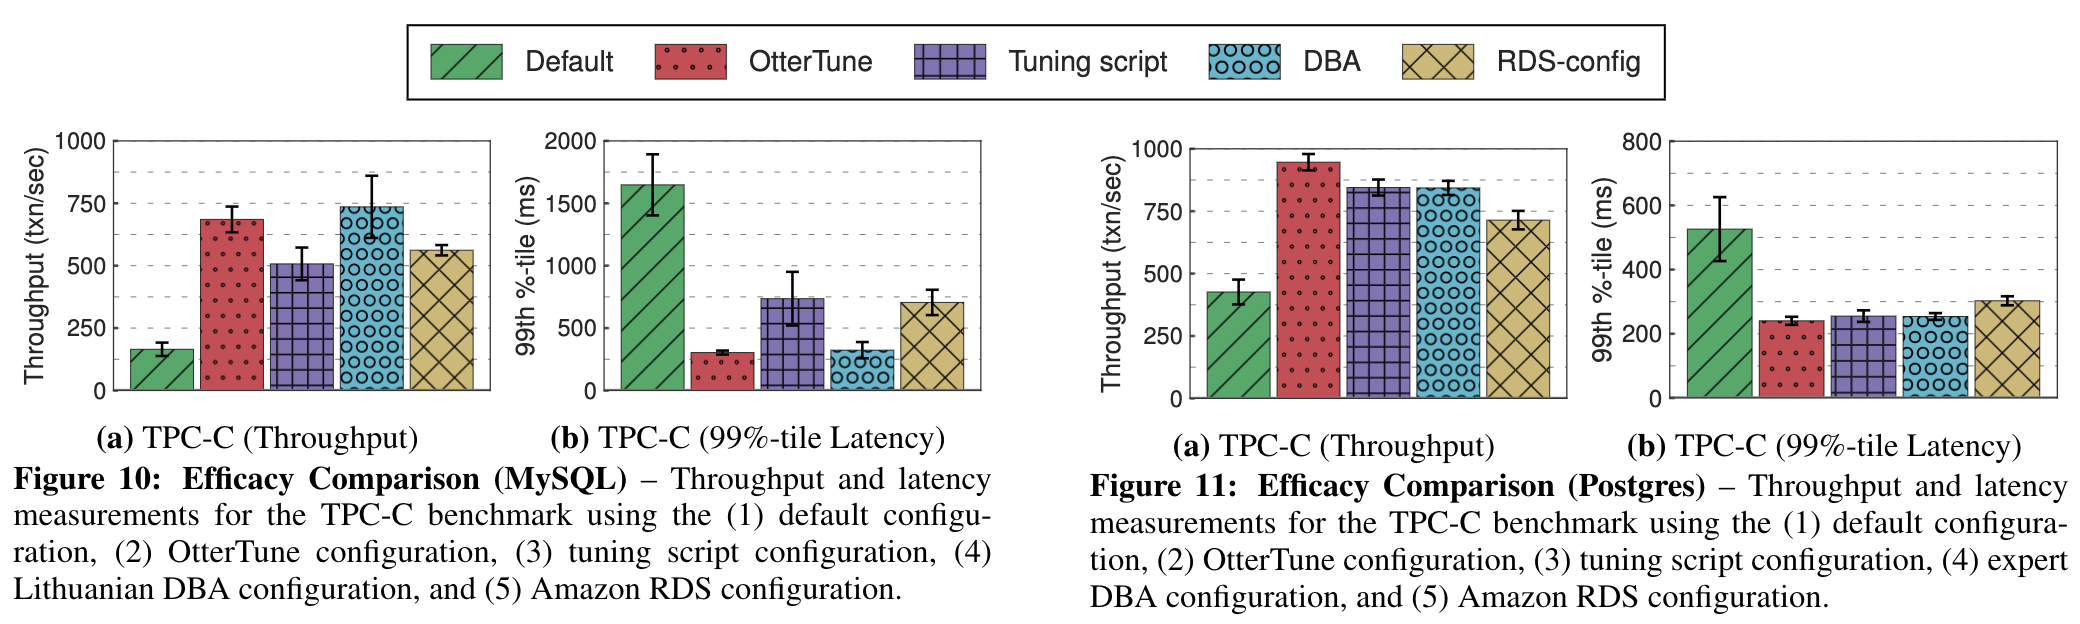 Default OtterTune Tuning script DBA RDS-config
Throughput (txn/sec)
1000
750
500
250
0
(a) TPC-C (Throughput)
99th %-tile (ms)
2000
1500
1000
500
0
(b) TPC-C (99%-tile Latency)
Figure 10: Efficacy Comparison (MySQL) – Throughput and latency
measurements for the TPC-C benchmark using the (1) default configu-
ration, (2) OtterTune configuration, (3) tuning script configuration, (4)
Lithuanian DBA configuration, and (5) Amazon RDS configuration.
Throughput (txn/sec)
1000
750
500
250
0
(a) TPC-C (Throughput)
99th %-tile (ms)
800
600
400
200
0
(b) TPC-C (99%-tile Latency)
Figure 11: Efficacy Comparison (Postgres) – Throughput and latency
measurements for the TPC-C benchmark using the (1) default configura-
tion, (2) OtterTune configuration, (3) tuning script configuration, (4) expert
DBA configuration, and (5) Amazon RDS configuration.